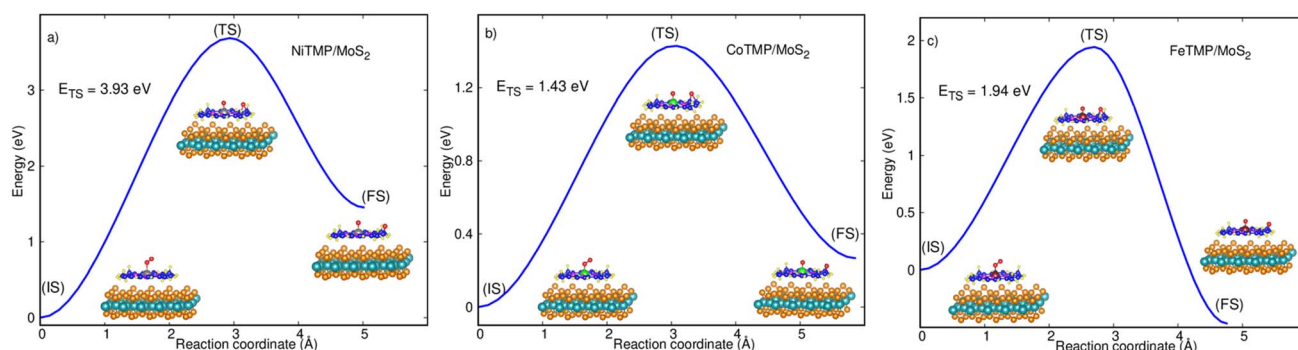 a)
(TS)
NiTMP/MoS2
E_TS = 3.93 eV
(FS)
(IS)
Energy (eV)
3
2
1
0
0 1 2 3 4 5
Reaction coordinate (Å)
b)
(TS)
CoTMP/MoS2
E_TS = 1.43 eV
(FS)
(IS)
Energy (eV)
1.2
0.8
0.4
0
0 1 2 3 4 5
Reaction coordinate (Å)
c)
(TS)
FeTMP/MoS2
E_TS = 1.94 eV
(IS)
(FS)
Energy (eV)
2
1.5
1
0.5
0
0 1 2 3 4 5
Reaction coordinate (Å)